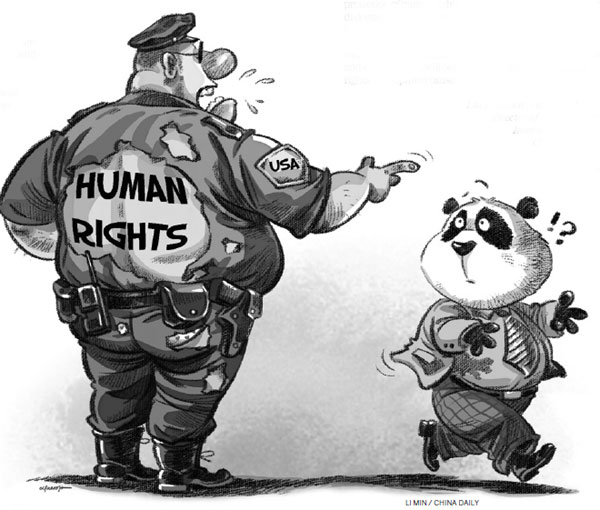 HUMAN
RIGHTS
USA
!?
LI MIN / CHINA DAILY